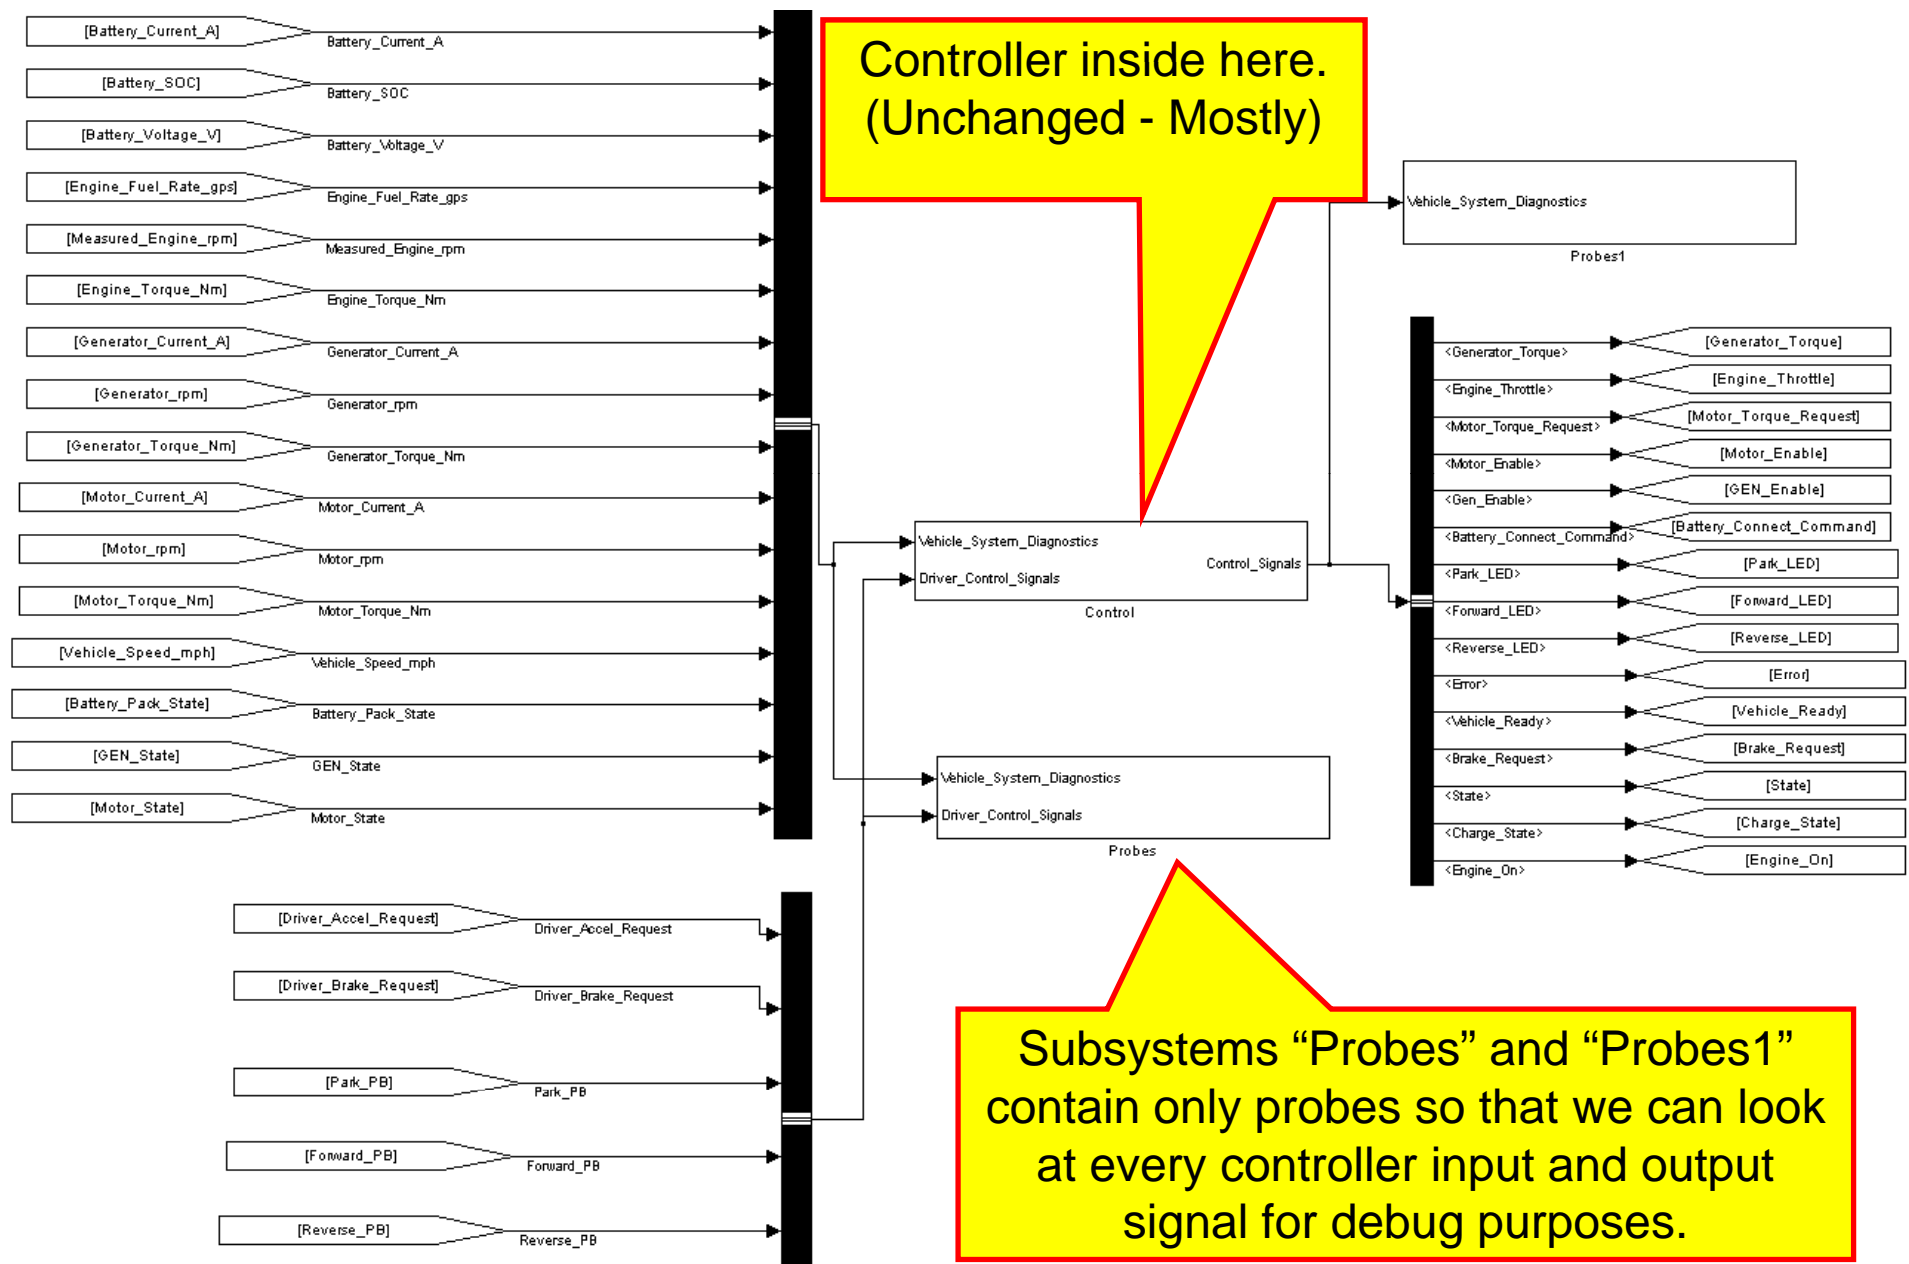 [Battery_Current_A]
Battery_Current_A
[Battery_SOC]
Battery_SOC
[Battery_Voltage_V]
Battery_Voltage_V
[Engine_Fuel_Rate_gps]
Engine_Fuel_Rate_gps
[Measured_Engine_rpm]
Measured_Engine_rpm
[Engine_Torque_Nm]
Engine_Torque_Nm
[Generator_Current_A]
Generator_Current_A
[Generator_rpm]
Generator_rpm
[Generator_Torque_Nm]
Generator_Torque_Nm
[Motor_Current_A]
Motor_Current_A
[Motor_rpm]
Motor_rpm
[Motor_Torque_Nm]
Motor_Torque_Nm
[Vehicle_Speed_mph]
Vehicle_Speed_mph
[Battery_Pack_State]
Battery_Pack_State
[GEN_State]
GEN_State
[Motor_State]
Motor_State
[Driver_Accel_Request]
Driver_Accel_Request
[Driver_Brake_Request]
Driver_Brake_Request
[Park_PB]
Park_PB
[Forward_PB]
Forward_PB
[Reverse_PB]
Reverse_PB
Controller inside here.
(Unchanged - Mostly)
Vehicle_System_Diagnostics
Driver_Control_Signals
Control_Signals
Control
Vehicle_System_Diagnostics
Driver_Control_Signals
Probes
Vehicle_System_Diagnostics
Probes1
<Generator_Torque>
[Generator_Torque]
<Engine_Throttle>
[Engine_Throttle]
<Motor_Torque_Request>
[Motor_Torque_Request]
<Motor_Enable>
[Motor_Enable]
<Gen_Enable>
[GEN_Enable]
<Battery_Connect_Command>
[Battery_Connect_Command]
<Park_LED>
[Park_LED]
<Forward_LED>
[Forward_LED]
<Reverse_LED>
[Reverse_LED]
<Error>
[Error]
<Vehicle_Ready>
[Vehicle_Ready]
<Brake_Request>
[Brake_Request]
<State>
[State]
<Charge_State>
[Charge_State]
<Engine_On>
[Engine_On]
Subsystems “Probes” and “Probes1”
contain only probes so that we can look
at every controller input and output
signal for debug purposes.